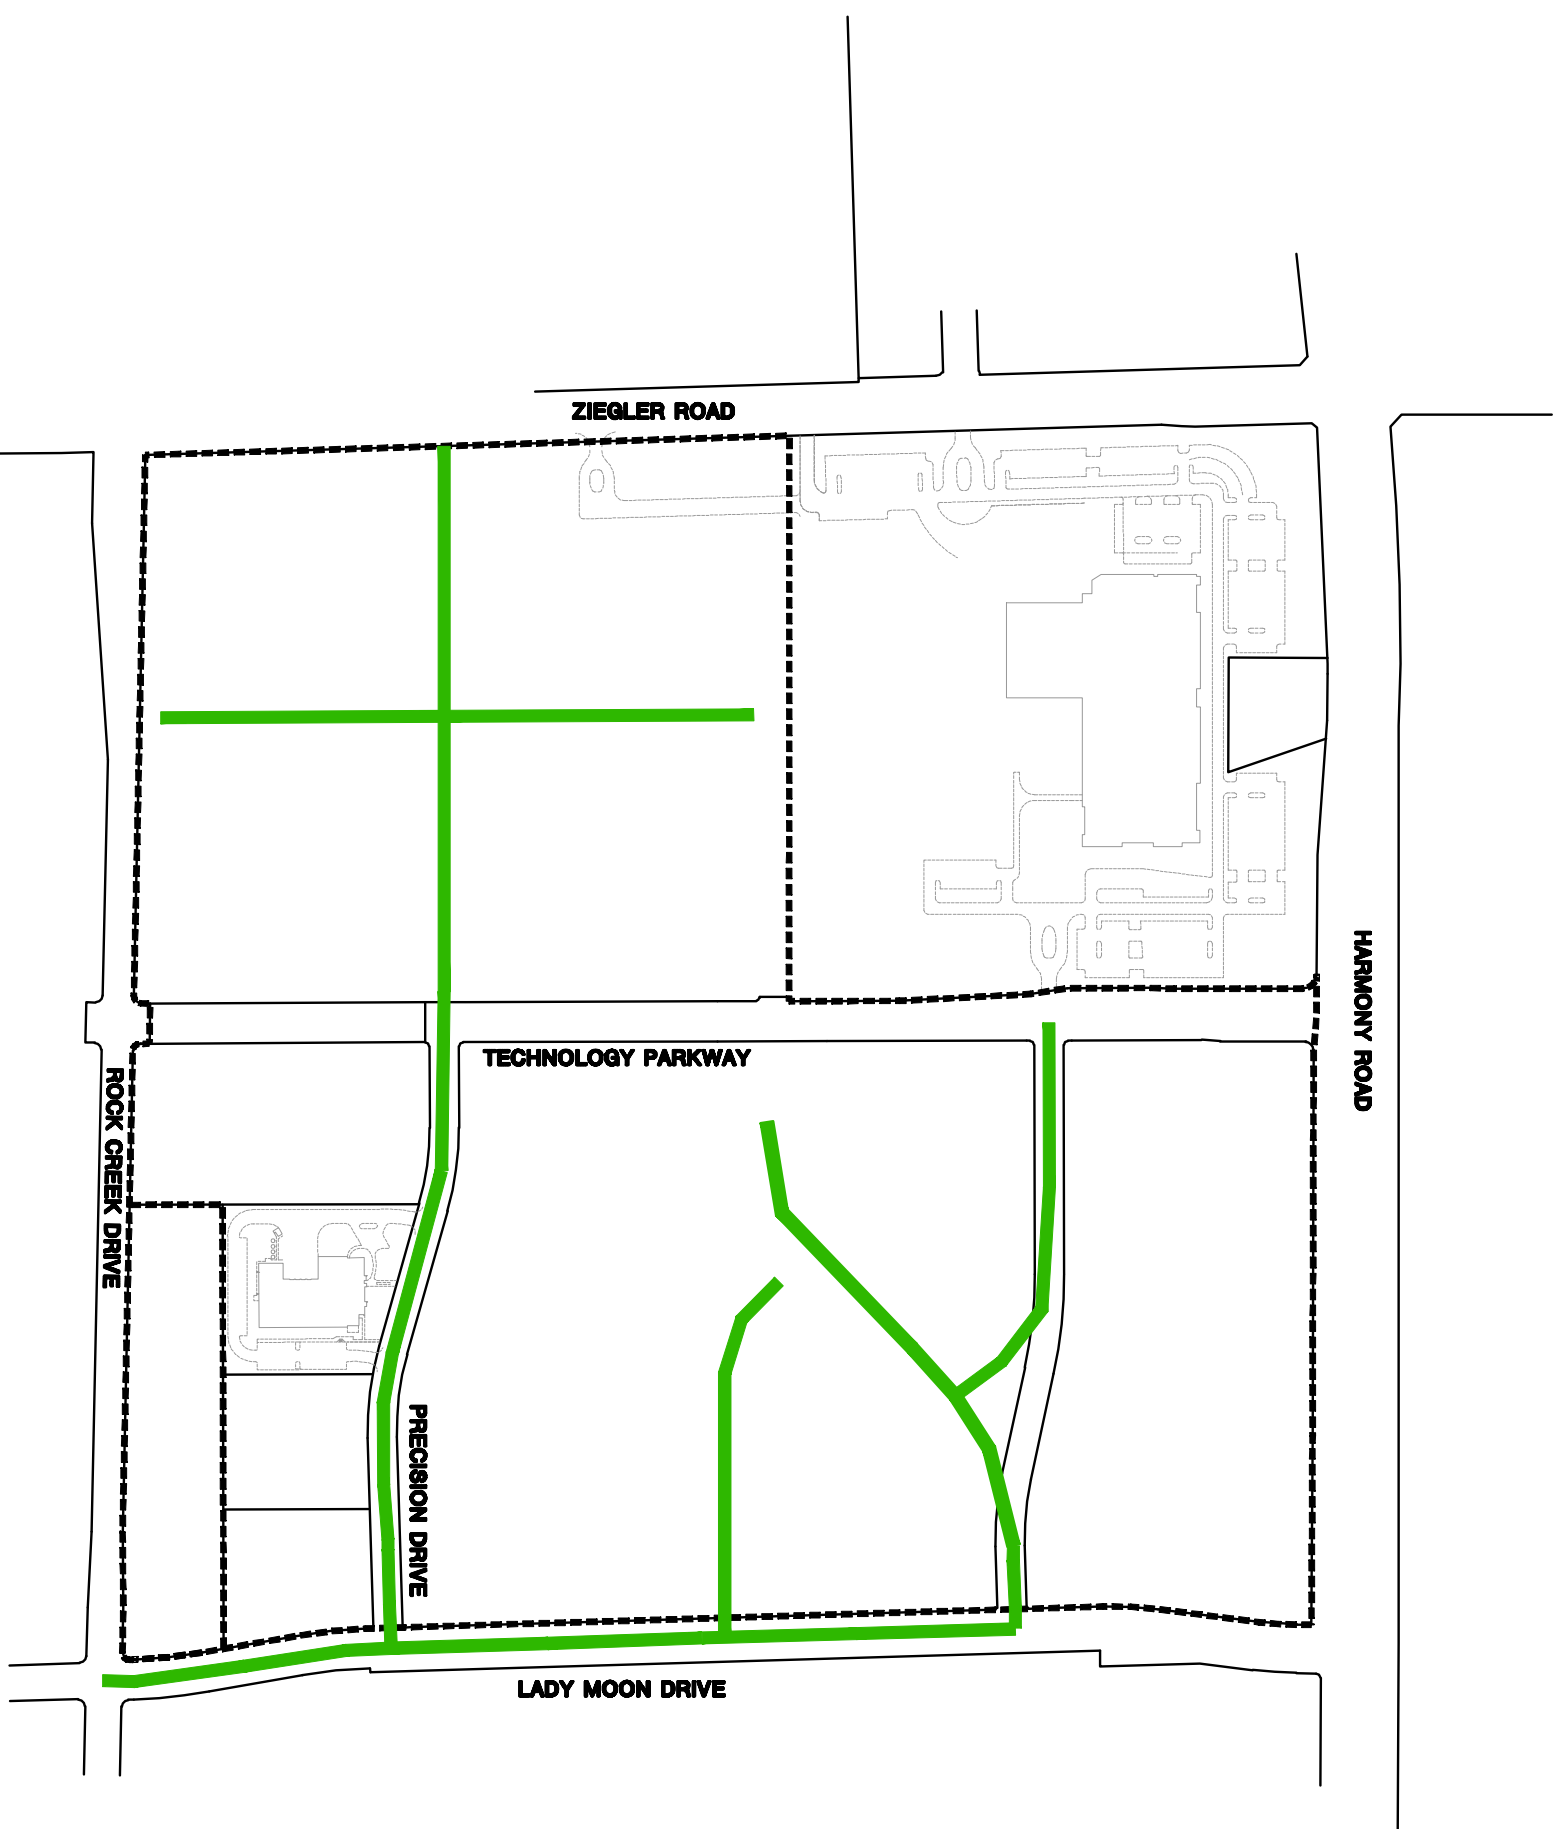 ZIEGLER ROAD
HARMONY ROAD
TECHNOLOGY PARKWAY
ROCK CREEK DRIVE
PRECISION DRIVE
LADY MOON DRIVE